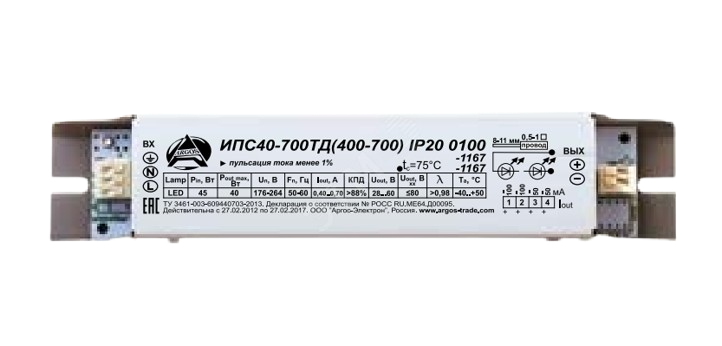 ИПС40-700ТД(400-700) IP20 0100
► пульсация тока менее 1%
tc=75°C
-1167
-1167
ARGOS
ВХ
N
L
Lamp Pin, Вт Pout max, Вт Uп, В Fп, Гц Iout, А КПД Uout, В Uout, В хх λ Ta, °C
LED 45 40 176-264 50-60 0,40..0,70 >88% 28...60 ≤80 >0,98 -40...+50
ТУ 3461-003-609440703-2013, Декларация о соответствии № РОСС RU.ME64.Д00095.
Действительна с 27.02.2012 по 27.02.2017. ООО "Аргос-Электрон", Россия. www.argos-trade.com
EAC
8-11 мм 0,5-1
провод
ВЫХ
+
−
+100 +100 +50 +50 мА
1 2 3 4 Iout
+ + + +